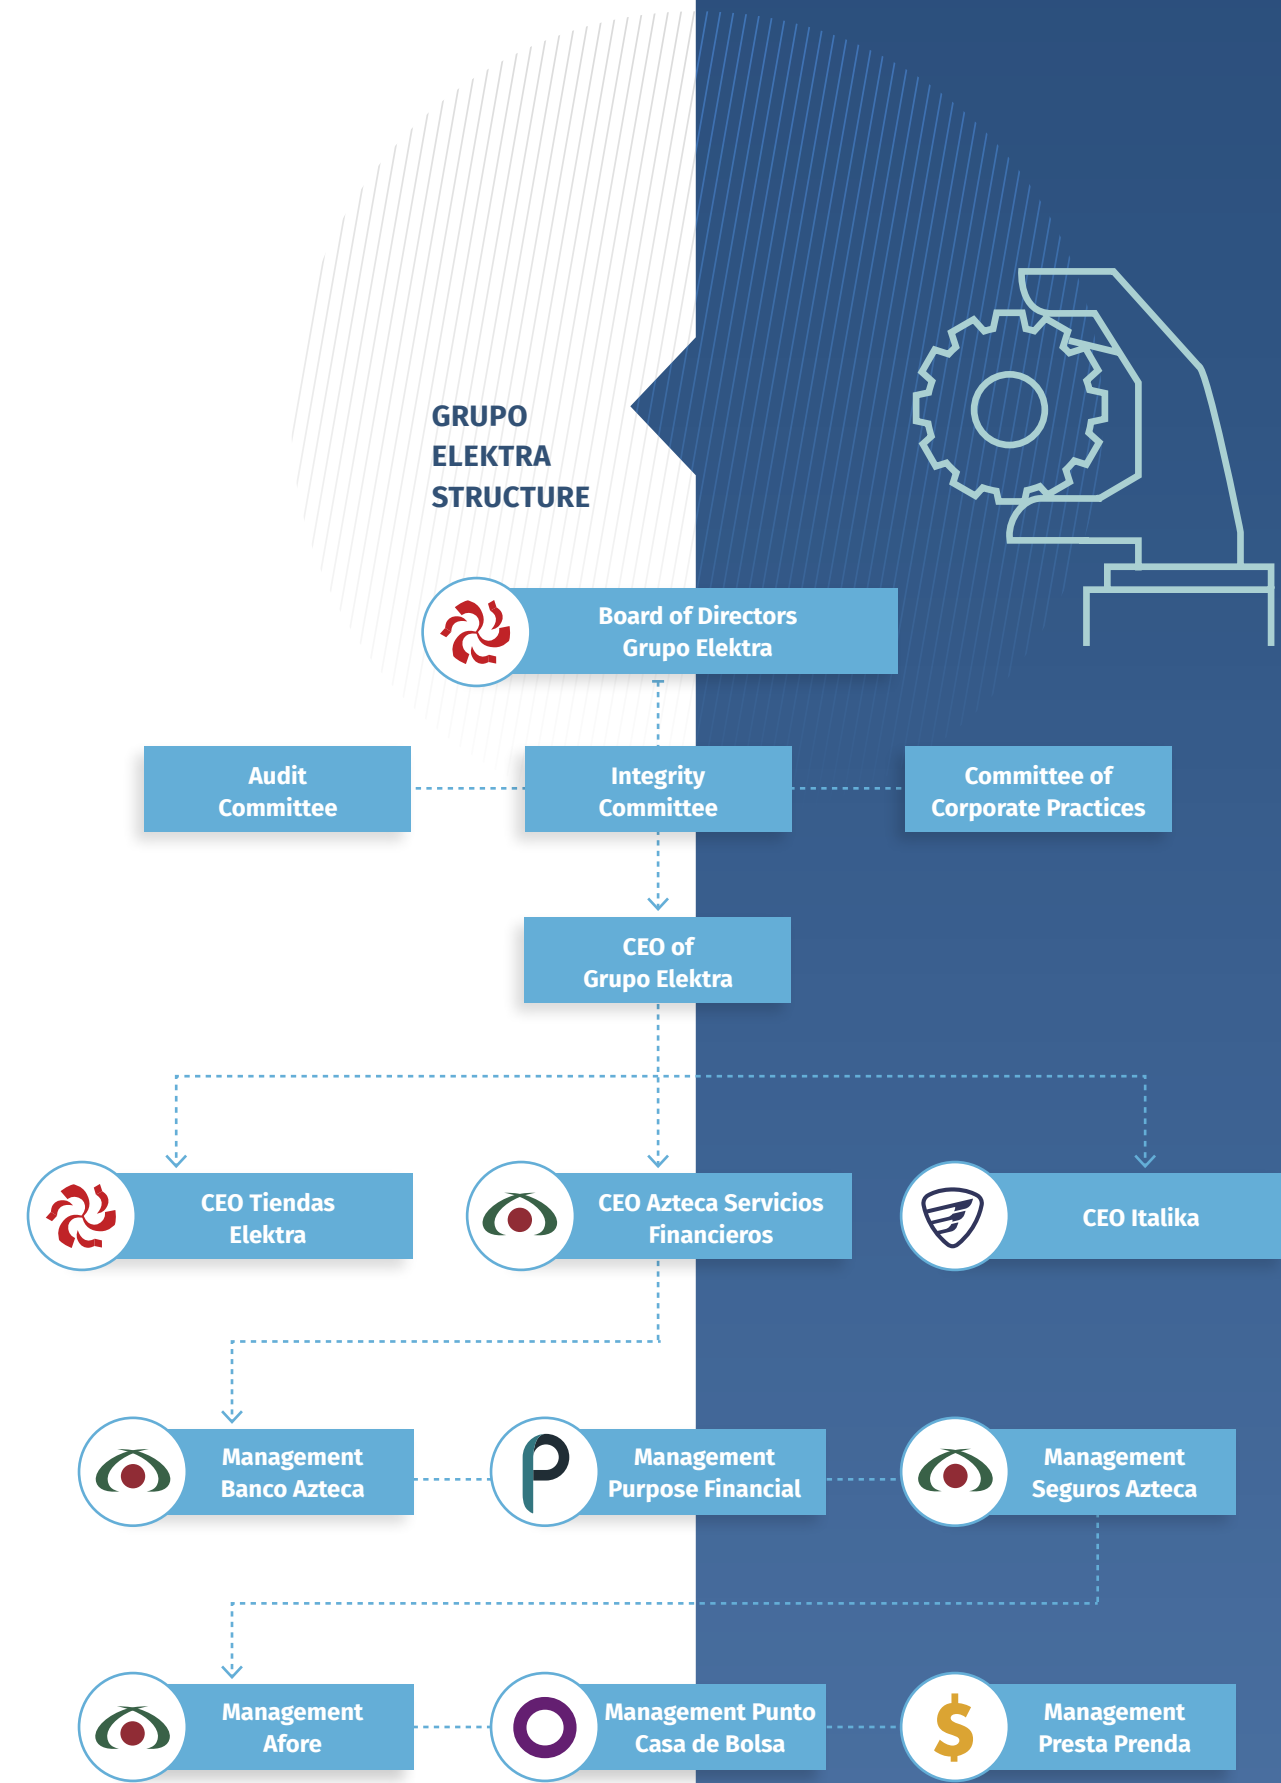 GRUPO
ELEKTRA
STRUCTURE
Board of Directors
Grupo Elektra
Audit
Committee
Integrity
Committee
Committee of
Corporate Practices
CEO of
Grupo Elektra
CEO Tiendas
Elektra
CEO Azteca Servicios
Financieros
CEO Italika
Management
Banco Azteca
Management
Purpose Financial
Management
Seguros Azteca
Management
Afore
Management Punto
Casa de Bolsa
Management
Presta Prenda